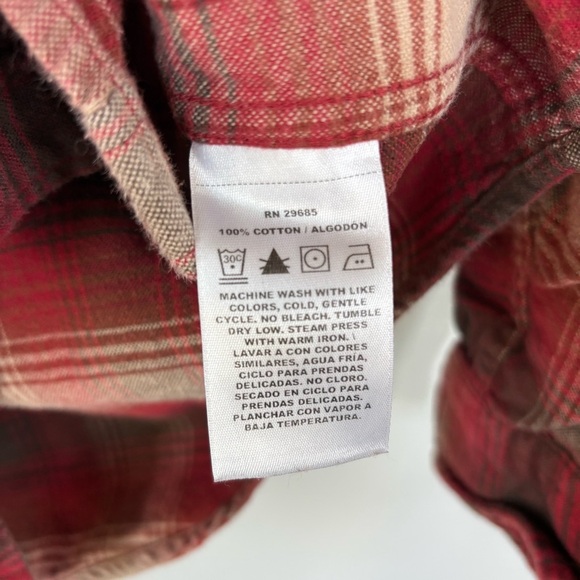 RN 29685
100% COTTON / ALGODÓN
30C
MACHINE WASH WITH LIKE
COLORS, COLD, GENTLE
CYCLE. NO BLEACH. TUMBLE
DRY LOW. STEAM PRESS
WITH WARM IRON. \
LAVAR A CON COLORES
SIMILARES, AGUA FRÍA,
CICLO PARA PRENDAS
DELICADAS. NO CLORO.
SECADO EN CICLO PARA
PRENDAS DELICADAS.
PLANCHAR CON VAPOR A
BAJA TEMPERATURA.